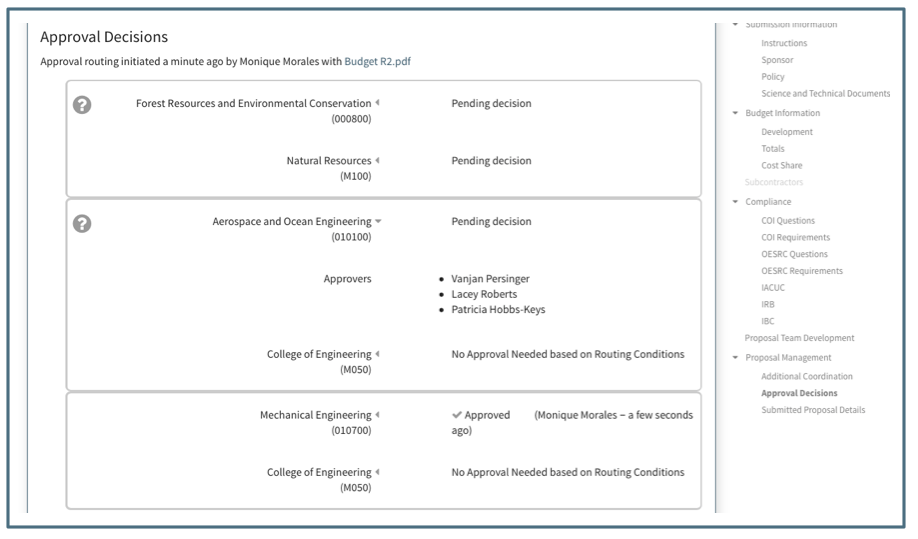 Approval Decisions
Approval routing initiated a minute ago by Monique Morales with Budget R2.pdf
Forest Resources and Environmental Conservation
(000800)
Pending decision
Natural Resources
(M100)
Pending decision
Aerospace and Ocean Engineering
(010100)
Pending decision
Approvers
Vanjan Persinger
Lacey Roberts
Patricia Hobbs-Keys
College of Engineering
(M050)
No Approval Needed based on Routing Conditions
Mechanical Engineering
(010700)
Approved (Monique Morales – a few seconds
ago)
College of Engineering
(M050)
No Approval Needed based on Routing Conditions
Submission Information
Instructions
Sponsor
Policy
Science and Technical Documents
Budget Information
Development
Totals
Cost Share
Subcontractors
Compliance
COI Questions
COI Requirements
OESRC Questions
OESRC Requirements
IACUC
IRB
IBC
Proposal Team Development
Proposal Management
Additional Coordination
Approval Decisions
Submitted Proposal Details